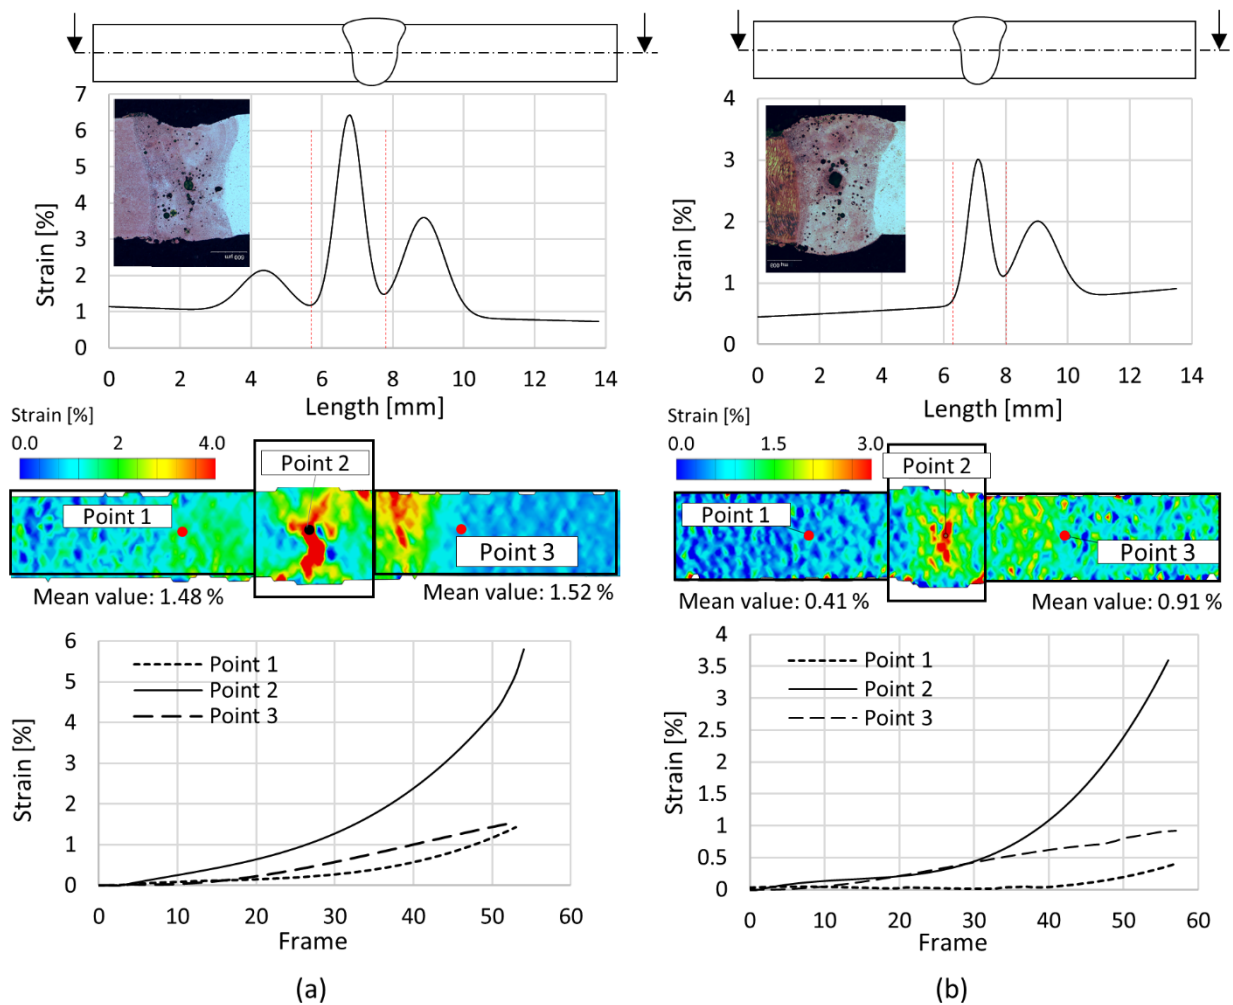 7
6
5
4
3
2
1
0
Strain [%]
0 2 4 6 8 10 12 14
Length [mm]
4
3
2
1
0
Strain [%]
0 2 4 6 8 10 12 14
Length [mm]
Strain [%]
0.0 2 4.0
Point 2
Point 1
Point 3
Mean value: 1.48 %
Mean value: 1.52 %
Strain [%]
0.0 1.5 3.0
Point 2
Point 1
Point 3
Mean value: 0.41 %
Mean value: 0.91 %
6
5
4
3
2
1
0
Strain [%]
Point 1
Point 2
Point 3
0 10 20 30 40 50 60
Frame
(a)
4
3.5
3
2.5
2
1.5
1
0.5
0
Strain [%]
Point 1
Point 2
Point 3
0 10 20 30 40 50 60
Frame
(b)